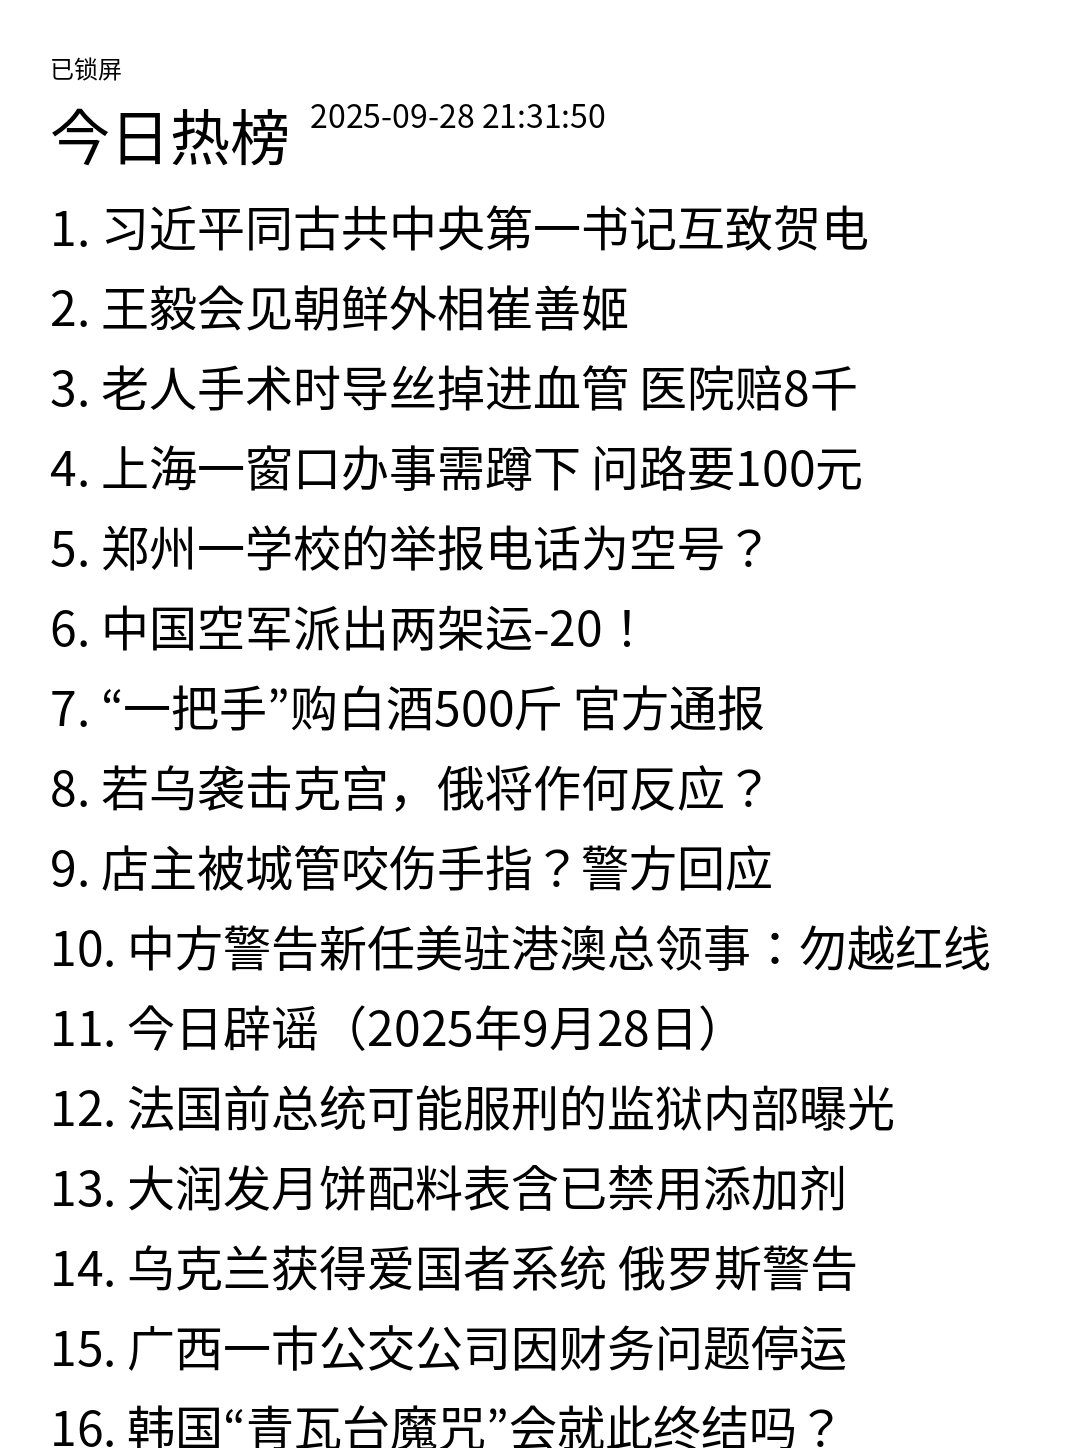 已锁屏
今日热榜 2025-09-28 21:31:50
1. 习近平同古共中央第一书记互致贺电
2. 王毅会见朝鲜外相崔善姬
3. 老人手术时导丝掉进血管 医院赔8千
4. 上海一窗口办事需蹲下 问路要100元
5. 郑州一学校的举报电话为空号？
6. 中国空军派出两架运-20！
7. “一把手”购白酒500斤 官方通报
8. 若乌袭击克宫，俄将作何反应？
9. 店主被城管咬伤手指？警方回应
10. 中方警告新任美驻港澳总领事：勿越红线
11. 今日辟谣（2025年9月28日）
12. 法国前总统可能服刑的监狱内部曝光
13. 大润发月饼配料表含已禁用添加剂
14. 乌克兰获得爱国者系统 俄罗斯警告
15. 广西一市公交公司因财务问题停运
16. 韩国“青瓦台魔咒”会就此终结吗？